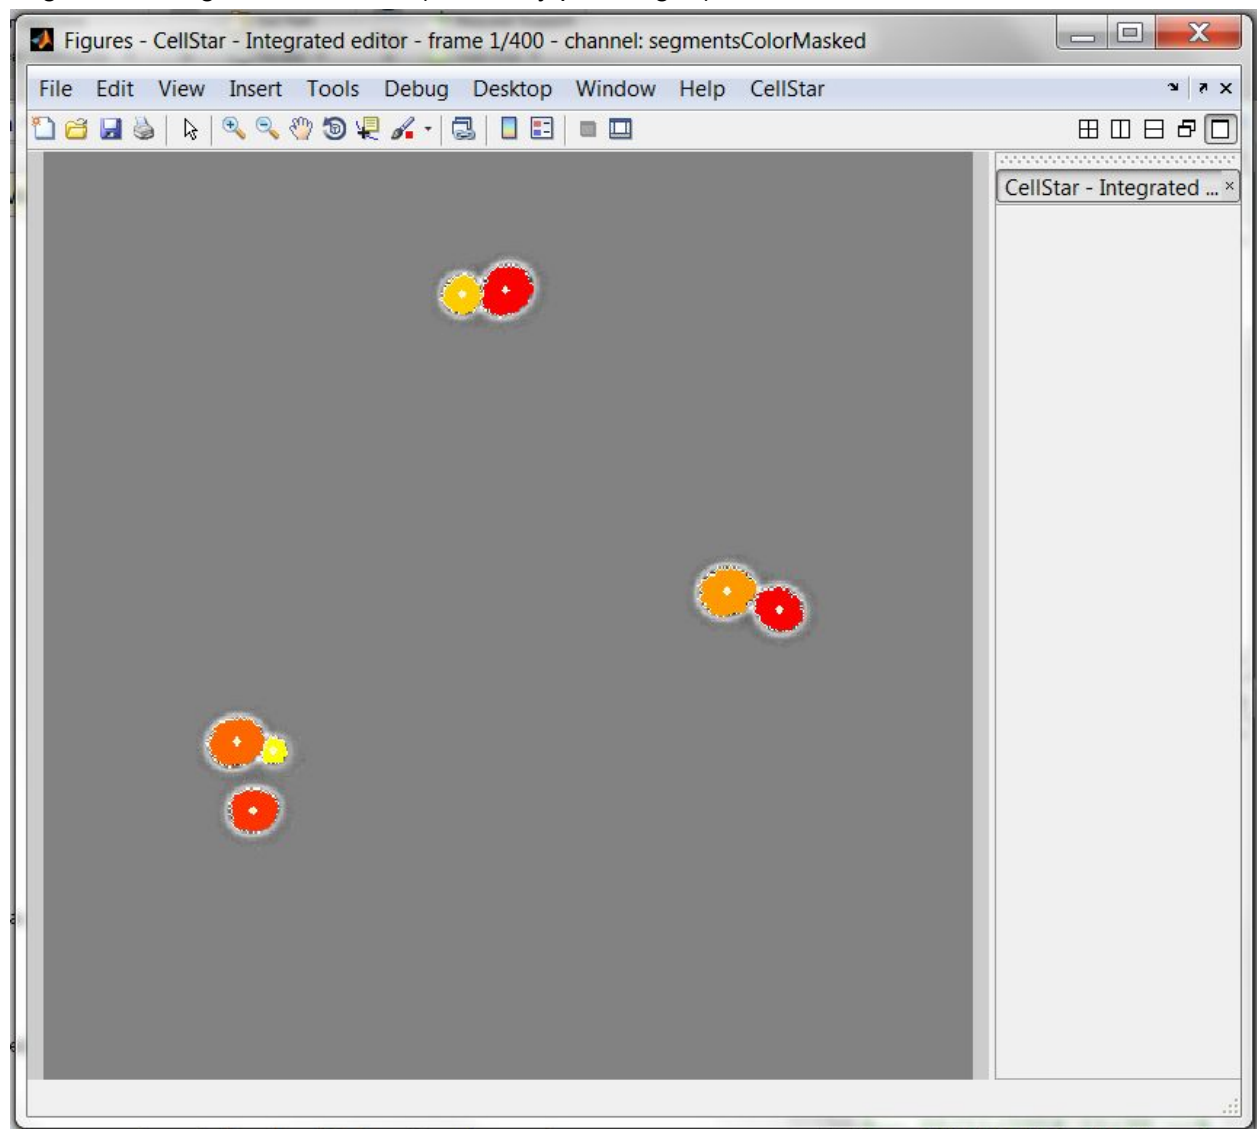 Figures - CellStar - Integrated editor - frame 1/400 - channel: segmentsColorMasked
File Edit View Insert Tools Debug Desktop Window Help CellStar
CellStar - Integrated ...